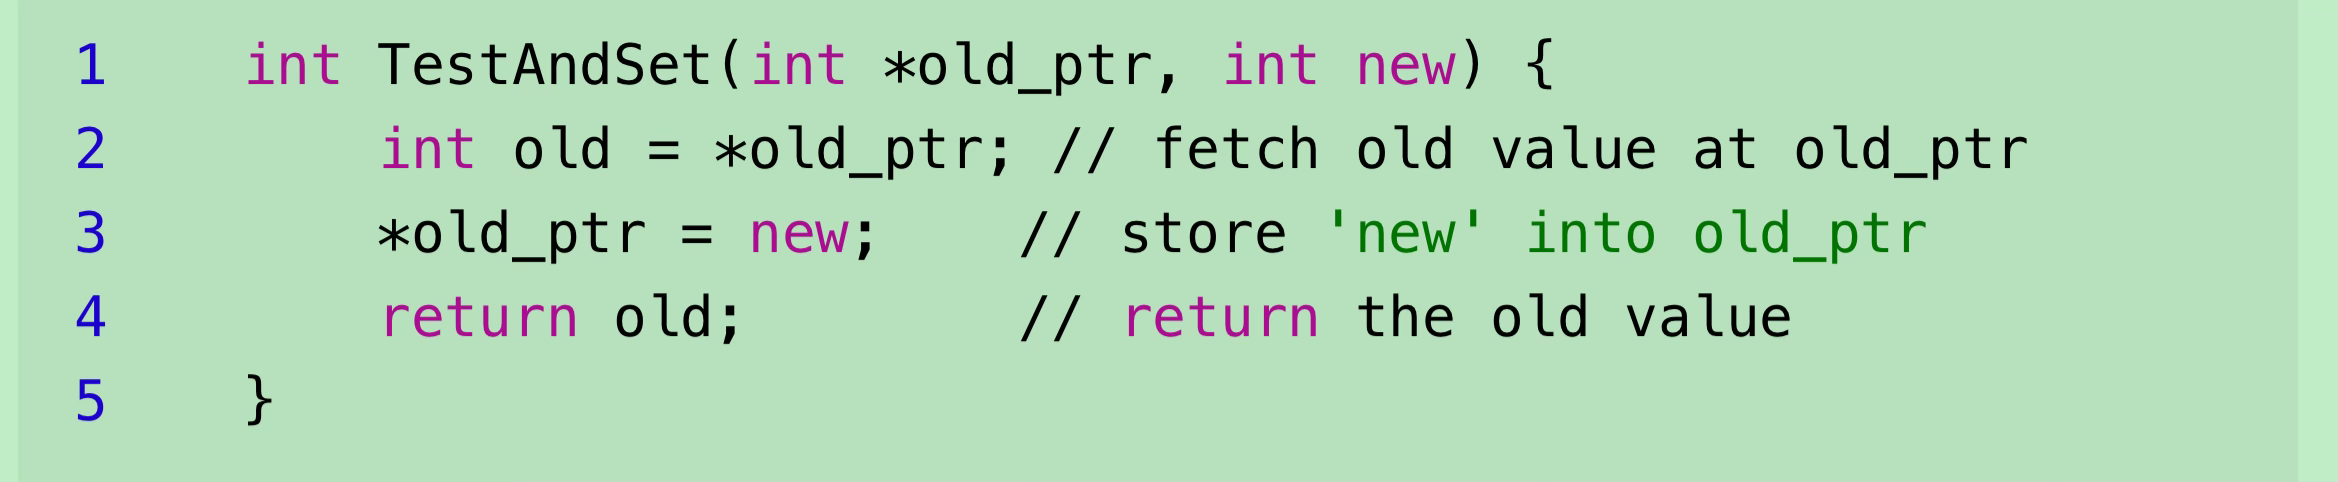 1    int TestAndSet(int *old_ptr, int new) {
2        int old = *old_ptr; // fetch old value at old_ptr
3        *old_ptr = new;    // store 'new' into old_ptr
4        return old;        // return the old value
5    }